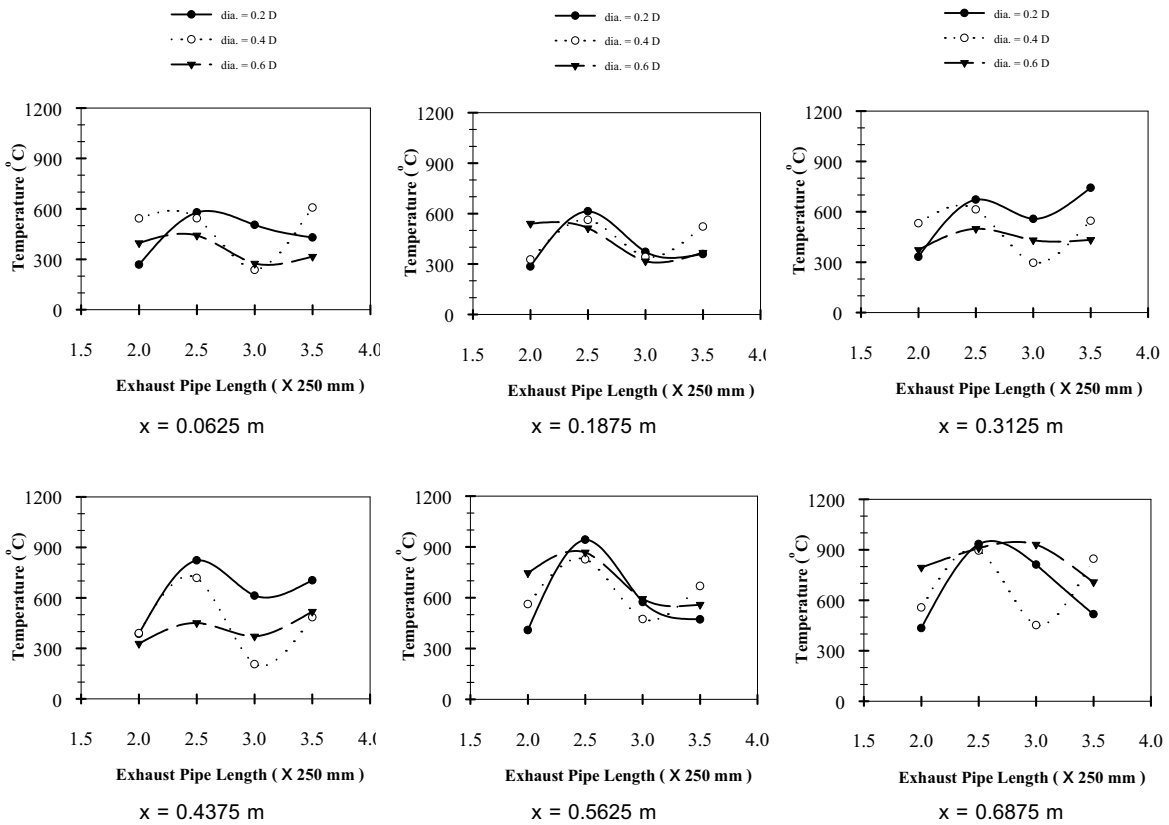 dia. = 0.2 D
dia. = 0.4 D
dia. = 0.6 D
dia. = 0.2 D
dia. = 0.4 D
dia. = 0.6 D
dia. = 0.2 D
dia. = 0.4 D
dia. = 0.6 D
Temperature (°C)
1200
900
600
300
0
1.5 2.0 2.5 3.0 3.5 4.0
Exhaust Pipe Length ( X 250 mm )
x = 0.0625 m
Temperature (°C)
1200
900
600
300
0
1.5 2.0 2.5 3.0 3.5 4.0
Exhaust Pipe Length ( X 250 mm )
x = 0.1875 m
Temperature (°C)
1200
900
600
300
0
1.5 2.0 2.5 3.0 3.5 4.0
Exhaust Pipe Length ( X 250 mm )
x = 0.3125 m
Temperature (°C)
1200
900
600
300
0
1.5 2.0 2.5 3.0 3.5 4.0
Exhaust Pipe Length ( X 250 mm )
x = 0.4375 m
Temperature (°C)
1200
900
600
300
0
1.5 2.0 2.5 3.0 3.5 4.0
Exhaust Pipe Length ( X 250 mm )
x = 0.5625 m
Temperature (°C)
1200
900
600
300
0
1.5 2.0 2.5 3.0 3.5 4.0
Exhaust Pipe Length ( X 250 mm )
x = 0.6875 m